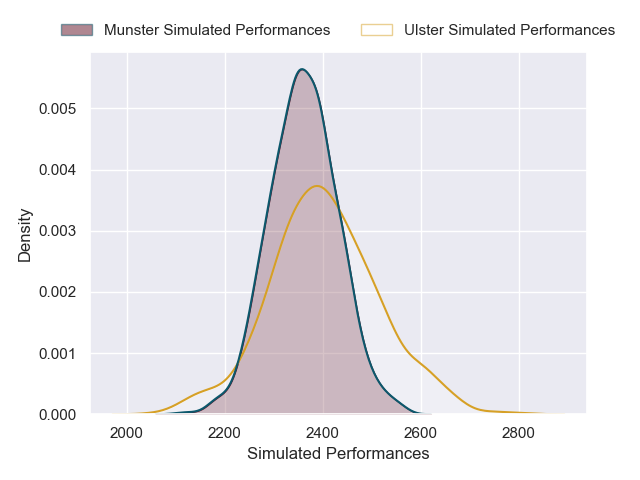 Munster Simulated Performances
Ulster Simulated Performances
0.005
0.004
0.003
0.002
0.001
0.000
Density
2000 2200 2400 2600 2800
Simulated Performances